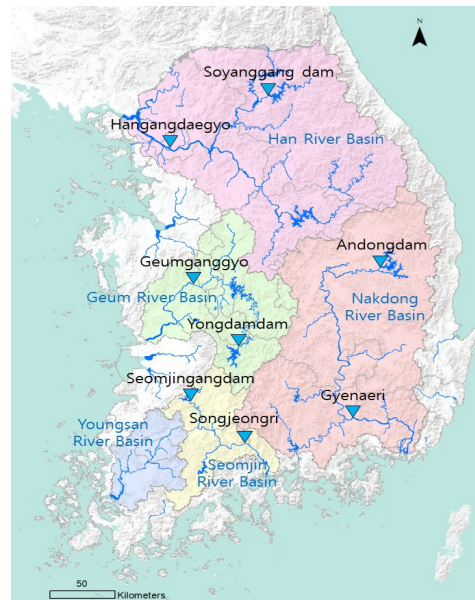 N
Soyanggang dam
Hangangdaegyo
Han River Basin
Andongdam
Geumganggyo
Geum River Basin
Nakdong
River Basin
Yongdamdam
Seomjingangdam
Gyenaeri
Songjeongri
Youngsan
River Basin
Seomjin
River Basin
50
Kilometers